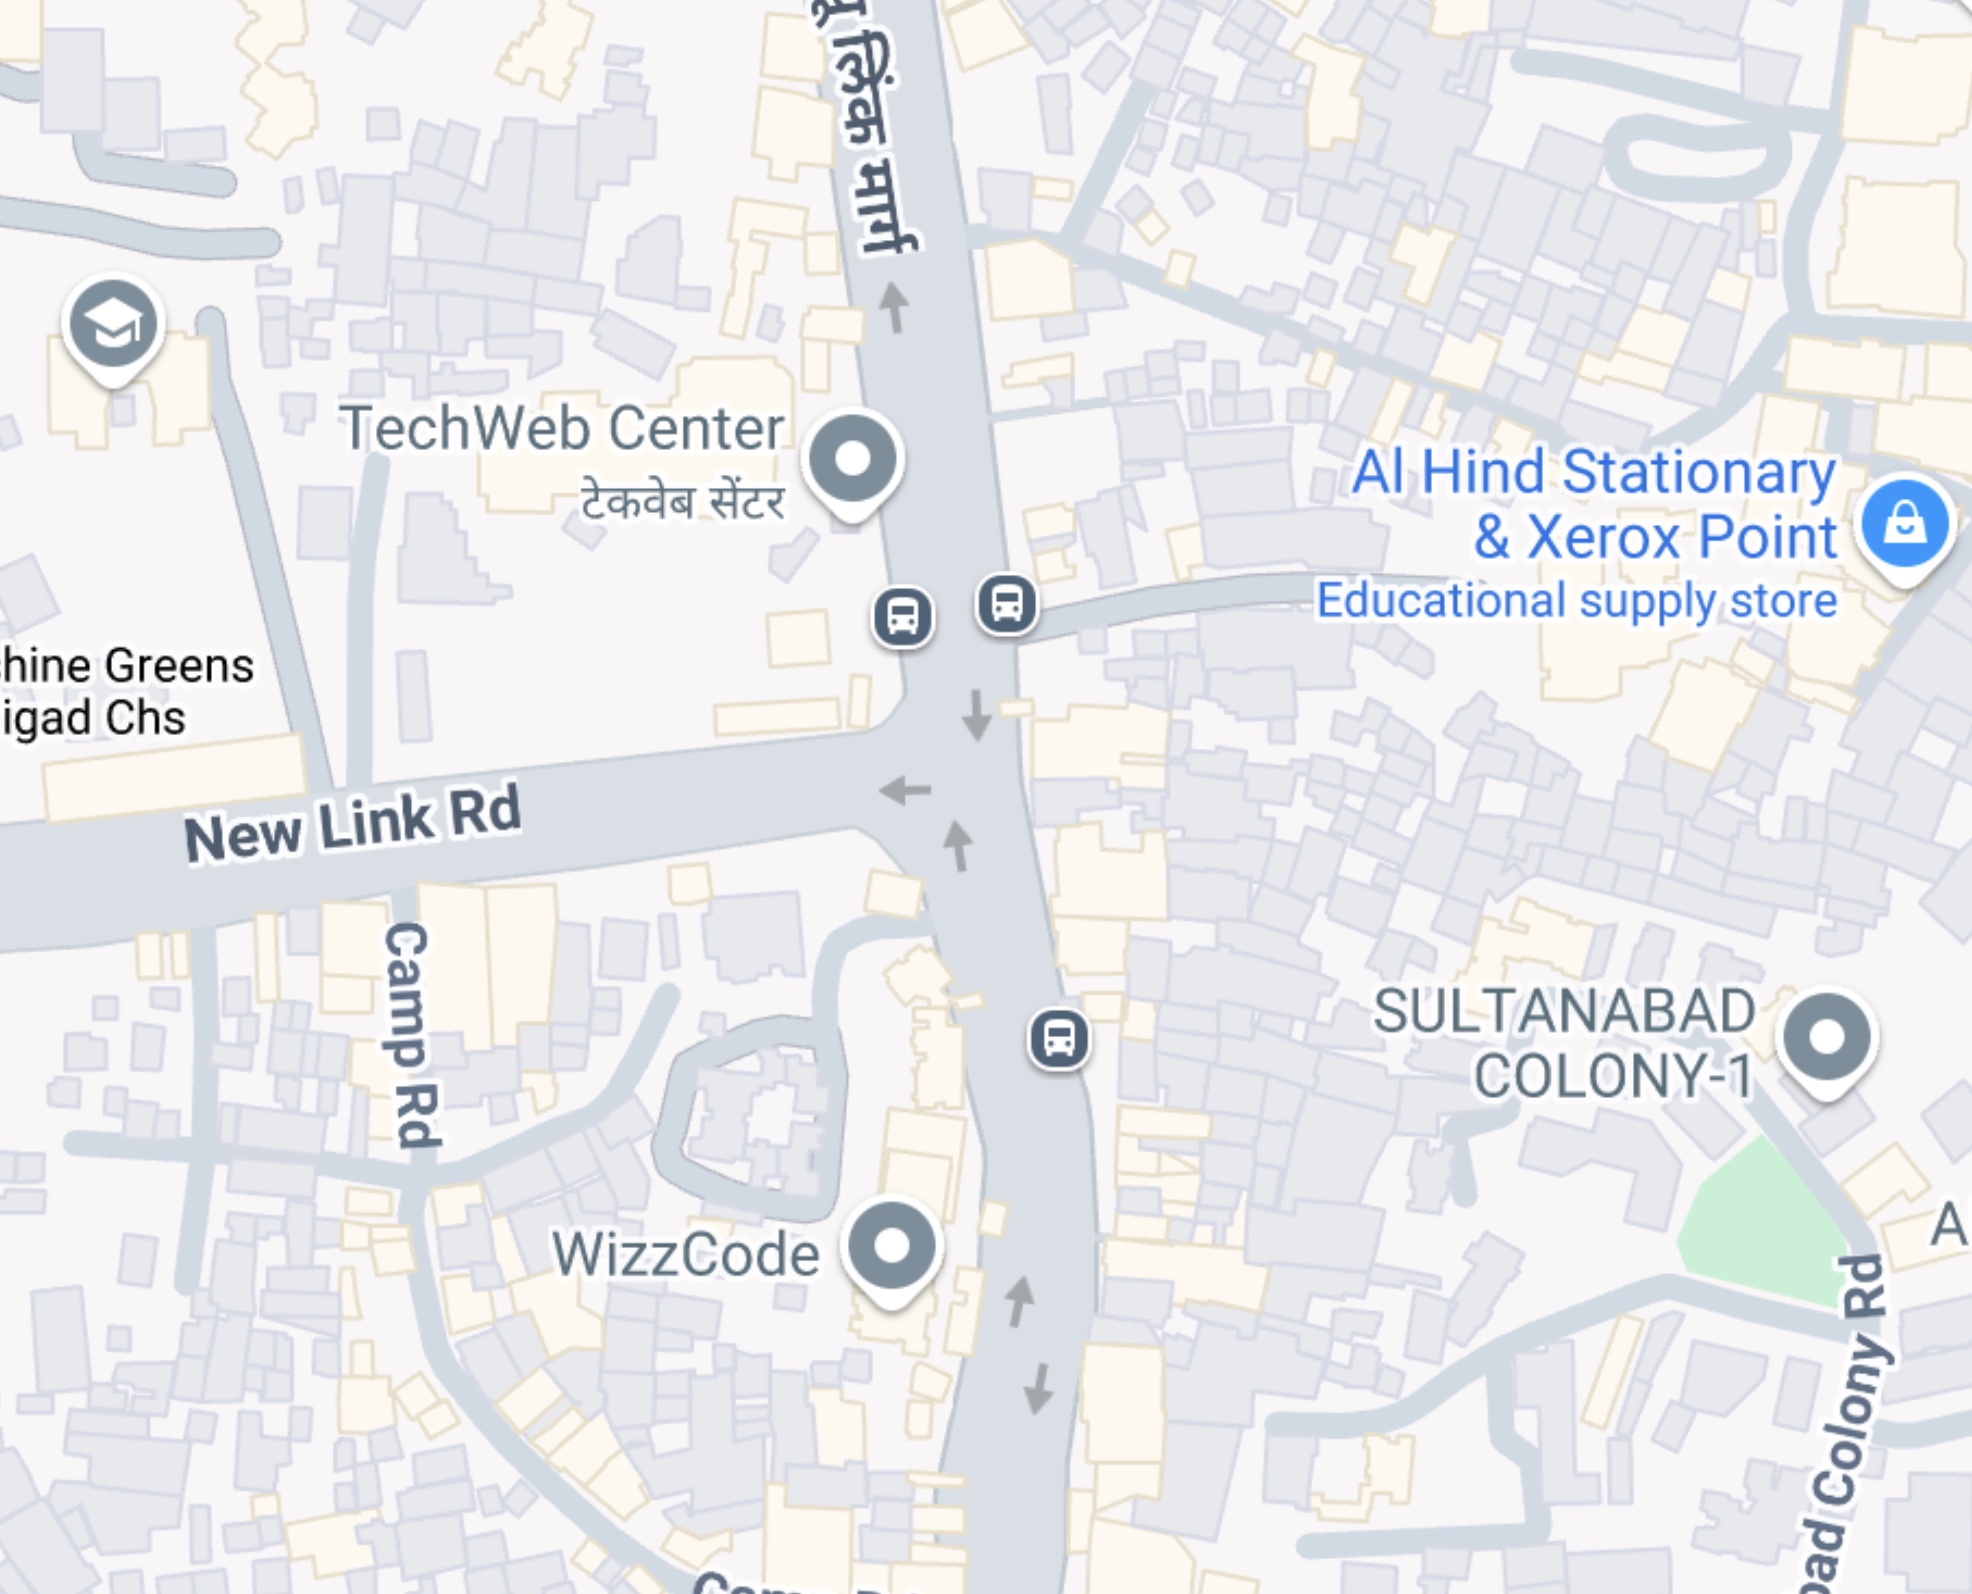 लिंक मार्ग
TechWeb Center
टेकवेब सेंटर
Al Hind Stationary
& Xerox Point
Educational supply store
hine Greens
igad Chs
New Link Rd
Camp Rd
SULTANABAD
COLONY-1
WizzCode
A
bad Colony Rd